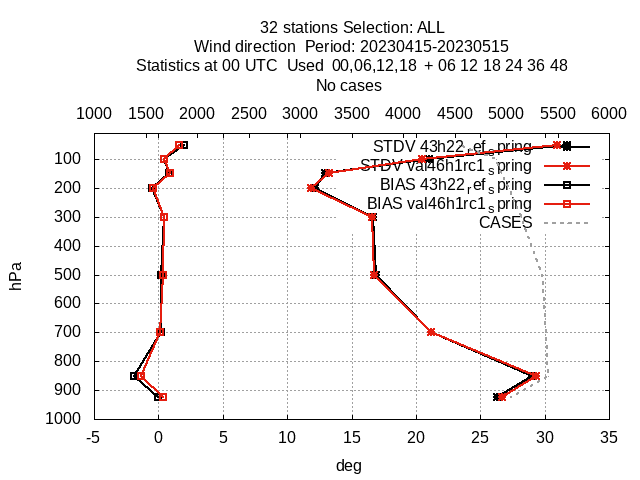 32 stations Selection: ALL
Wind direction  Period: 20230415-20230515
Statistics at 00 UTC  Used  00,06,12,18  + 06 12 18 24 36 48
No cases
1000 1500 2000 2500 3000 3500 4000 4500 5000 5500 6000
STDV 43h22_ref_spring
STDV val46h1rc1_spring
BIAS 43h22_ref_spring
BIAS val46h1rc1_spring
CASES
hPa
100
200
300
400
500
600
700
800
900
1000
-5 0 5 10 15 20 25 30 35
deg